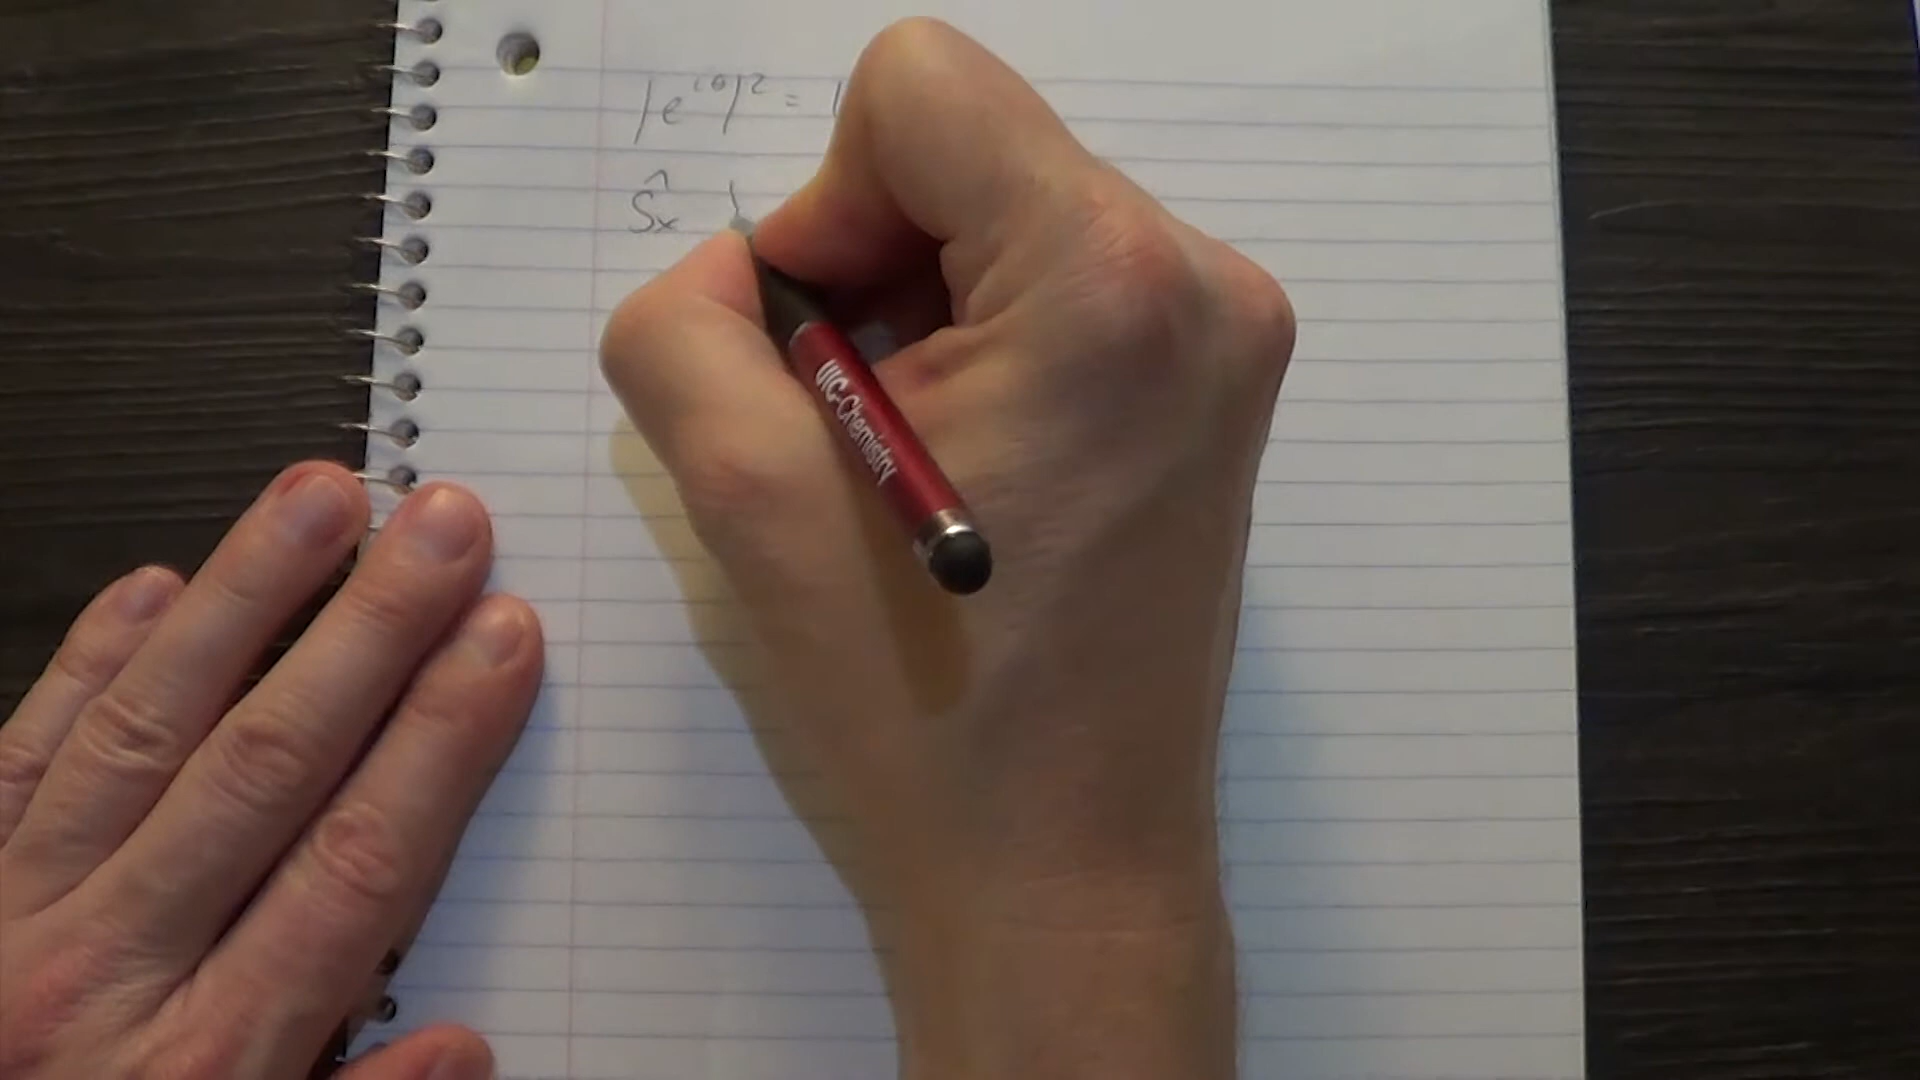 |e^{iθ}|² = 1
Ŝx
UIC-Chemistry